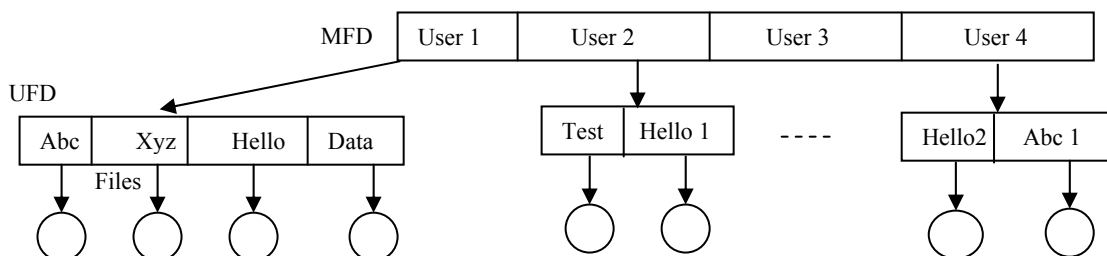 MFD User 1 User 2 User 3 User 4
UFD
Test Hello 1 - - - - Hello2 Abc 1
Abc Xyz Hello Data
Files